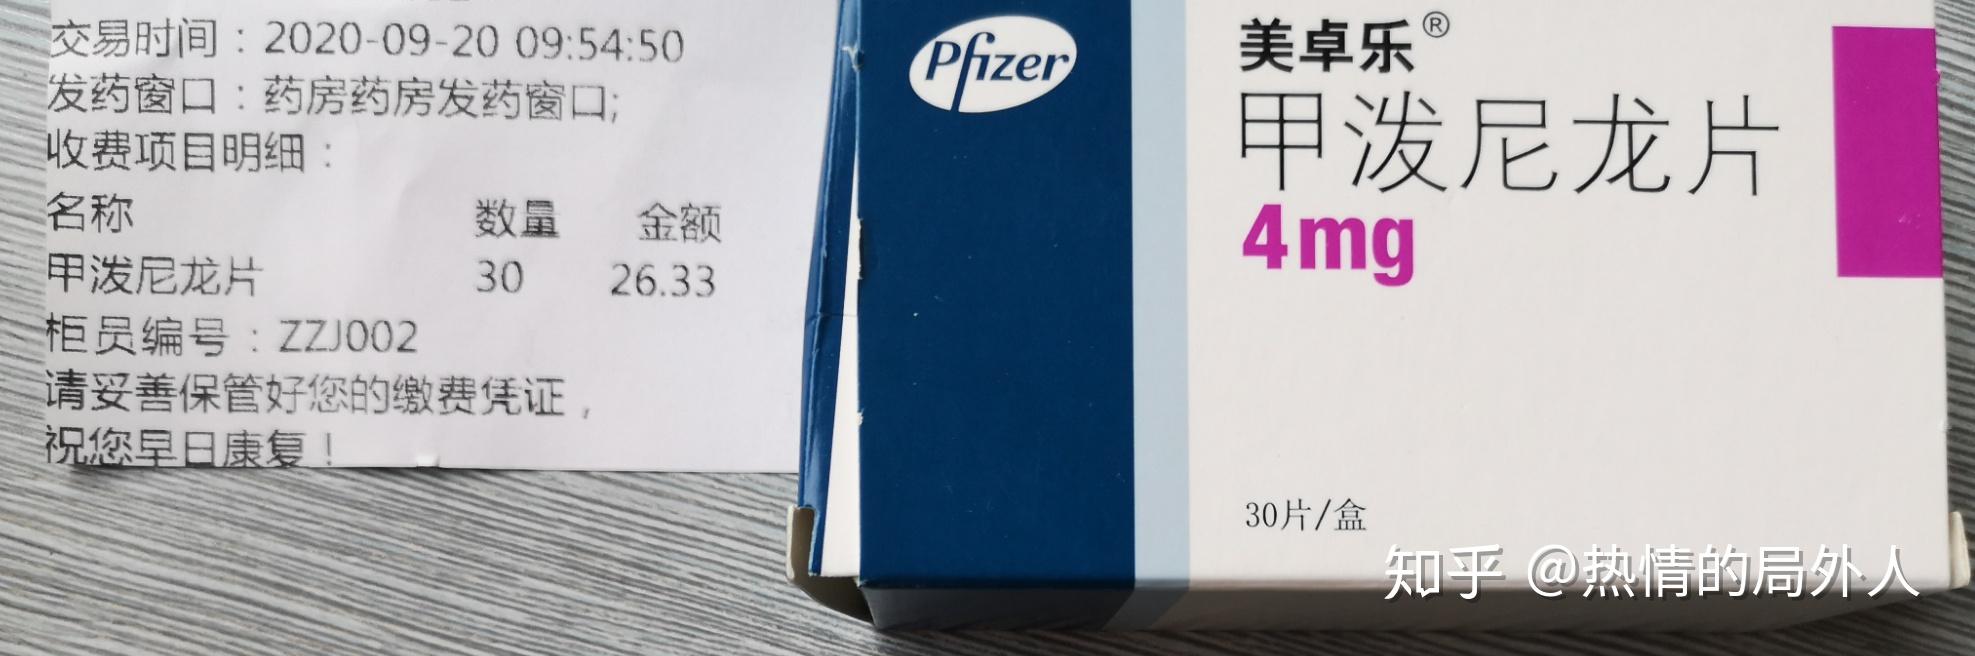 交易时间：2020-09-20 09:54:50
发药窗口：药房药房发药窗口;
收费项目明细：
名称 数量 金额
甲泼尼龙片 30 26.33
柜员编号：ZZJ002
请妥善保管好您的缴费凭证，
祝您早日康复！
Pfizer
美卓乐®
甲泼尼龙片
4mg
30片/盒
知乎 @热情的局外人